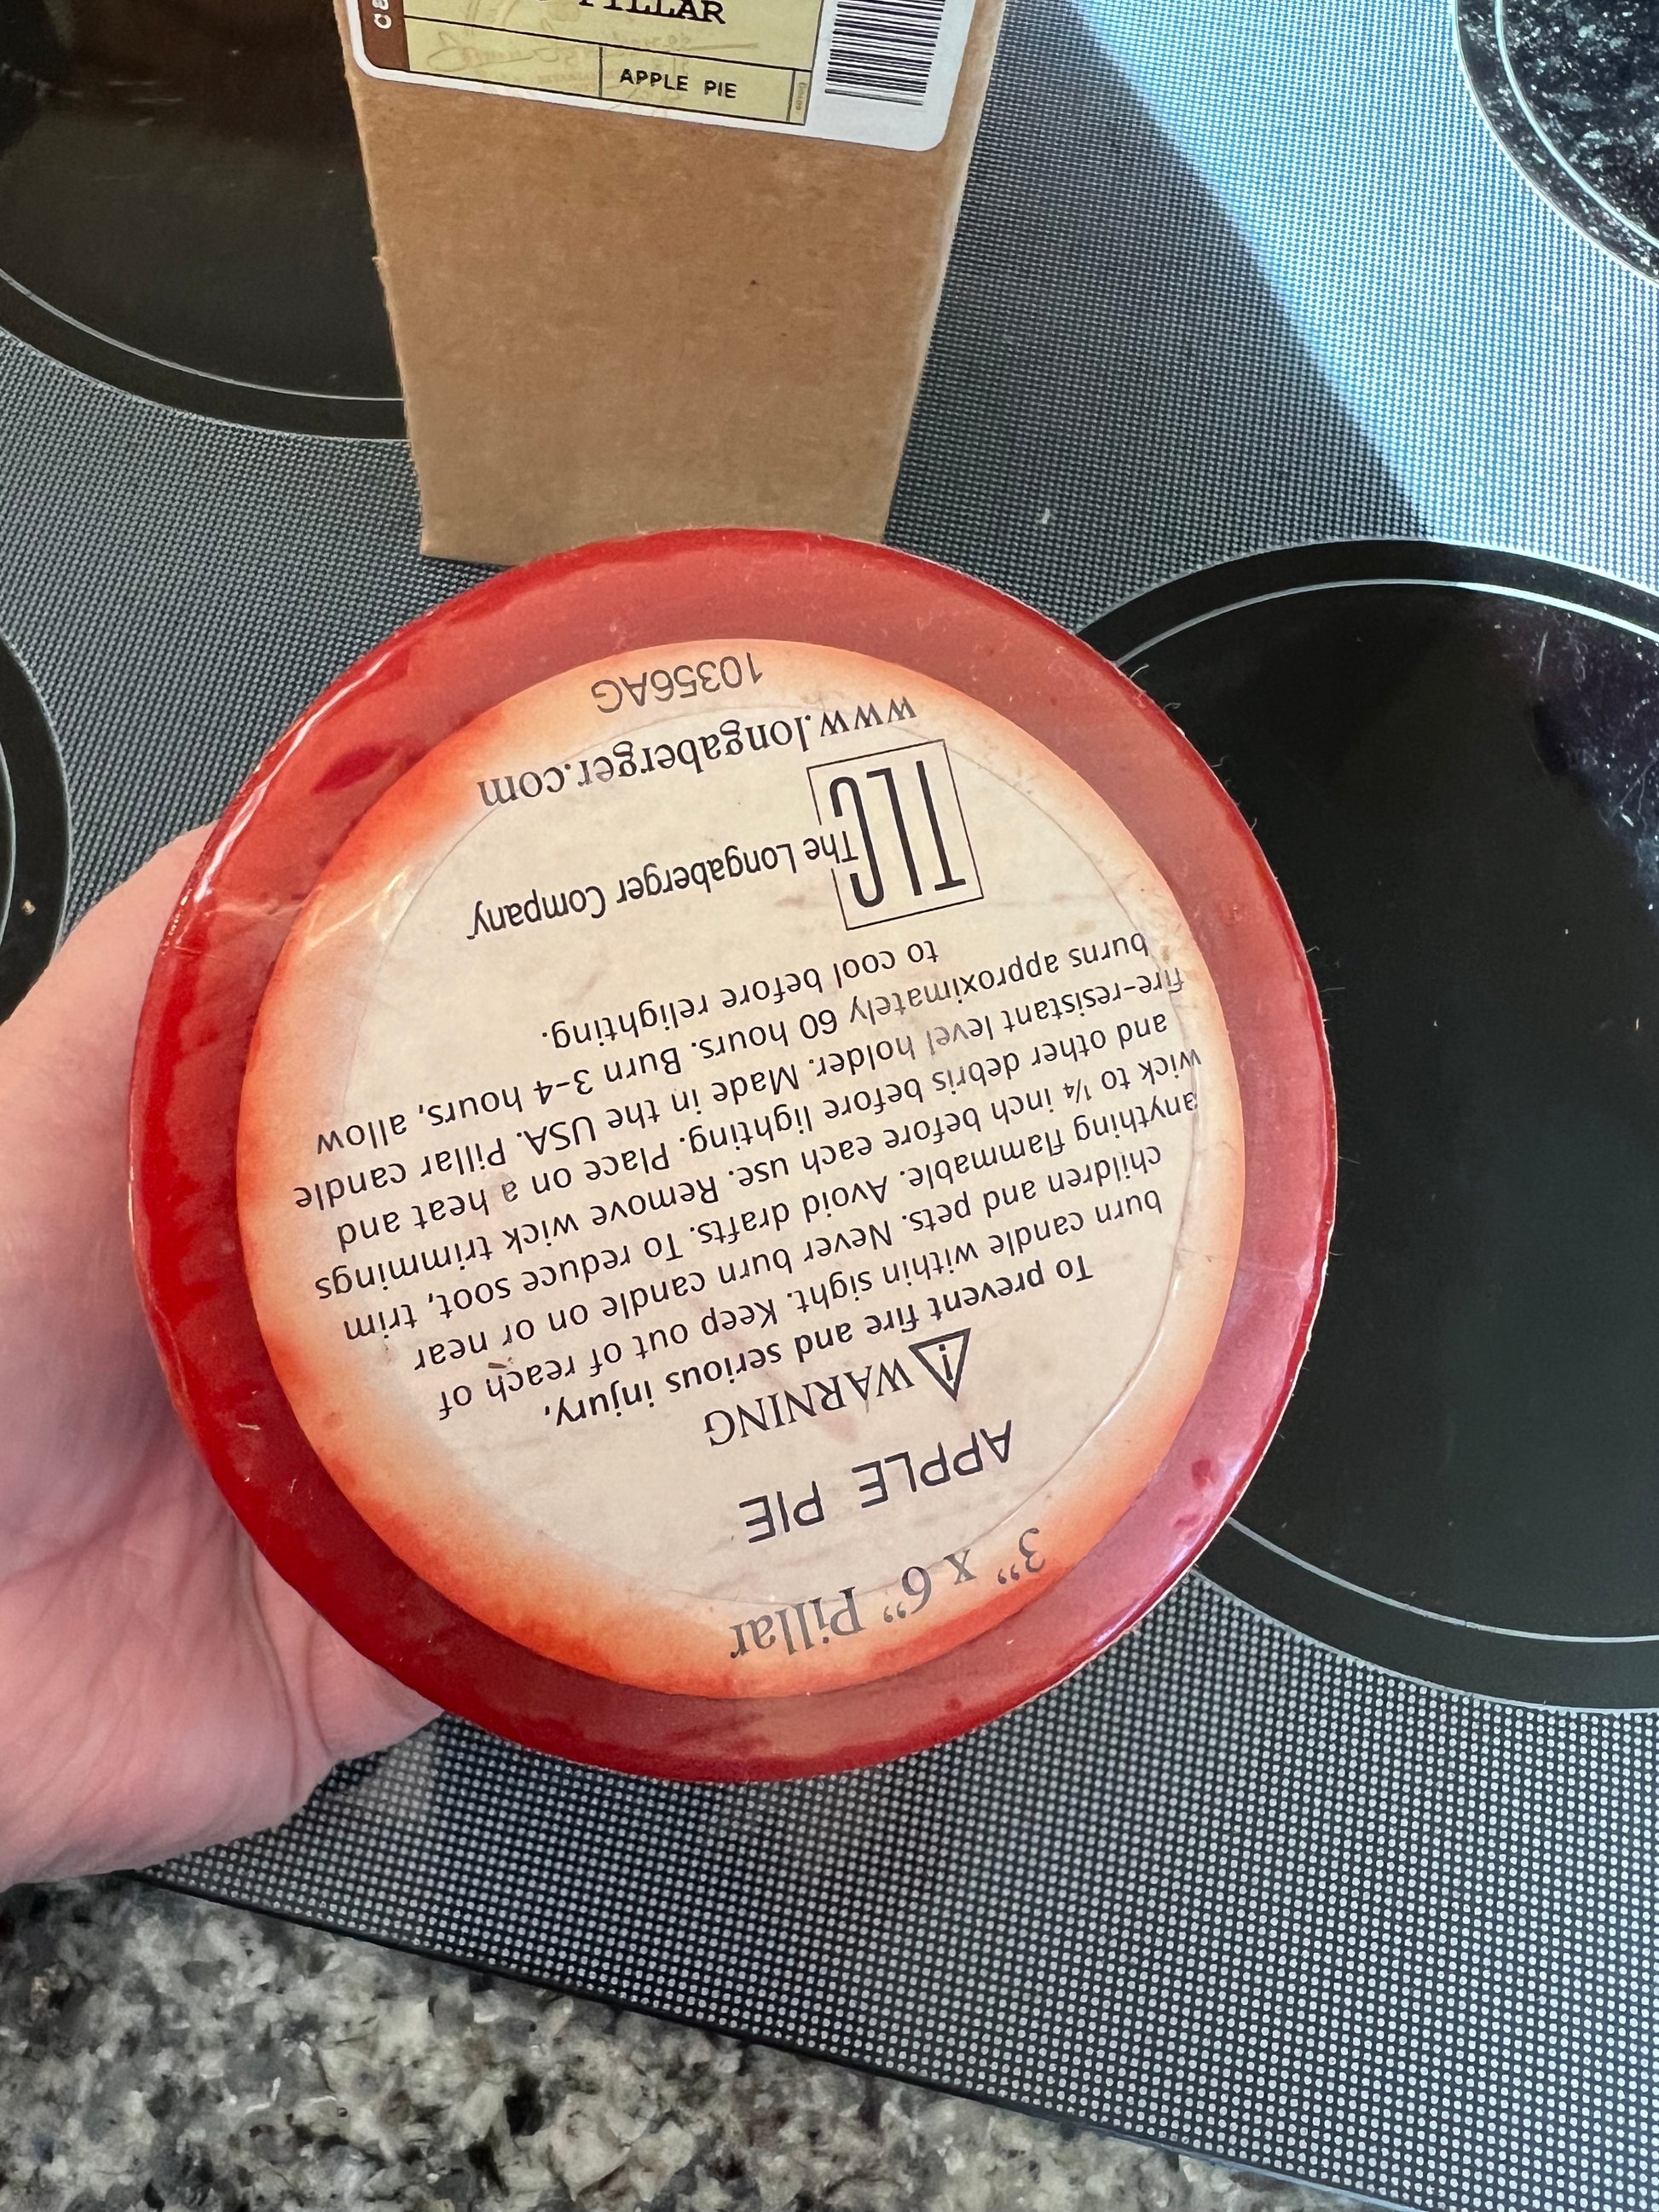 PILLAR
APPLE PIE
3” x 6” Pillar
APPLE PIE
WARNING
To prevent fire and serious injury,
burn candle within sight. Keep out of reach of
children and pets. Never burn candle on or near
anything flammable. Avoid drafts. To reduce soot, trim
wick to ¼ inch before each use. Remove wick trimmings
and other debris before lighting. Place on a heat and
fire-resistant level holder. Made in the USA. Pillar candle
burns approximately 60 hours. Burn 3-4 hours, allow
to cool before relighting.
TLC
The Longaberger Company
www.longaberger.com
10356AG